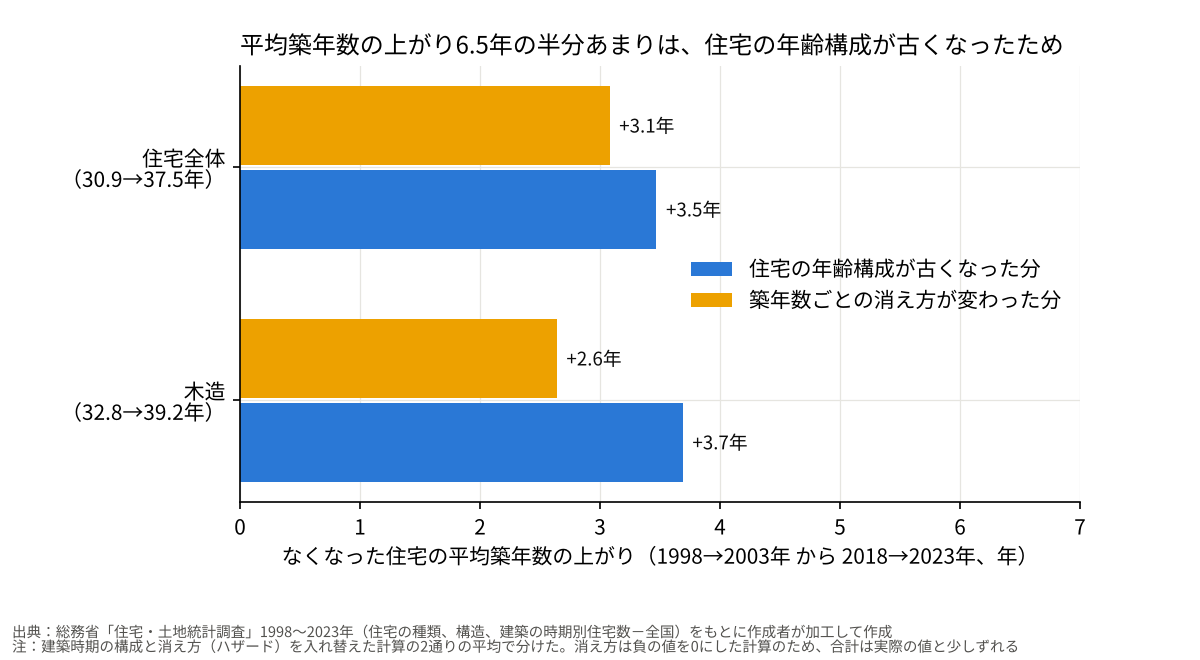 平均築年数の上がり6.5年の半分あまりは、住宅の年齢構成が古くなったため
住宅全体
（30.9→37.5年）
+3.1年
+3.5年
住宅の年齢構成が古くなった分
築年数ごとの消え方が変わった分
木造
（32.8→39.2年）
+2.6年
+3.7年
0 1 2 3 4 5 6 7
なくなった住宅の平均築年数の上がり（1998→2003年 から 2018→2023年、年）
出典：総務省「住宅・土地統計調査」1998～2023年（住宅の種類、構造、建築の時期別住宅数－全国）をもとに作成者が加工して作成
注：建築時期の構成と消え方（ハザード）を入れ替えた計算の2通りの平均で分けた。消え方は負の値を0にした計算のため、合計は実際の値と少しずれる